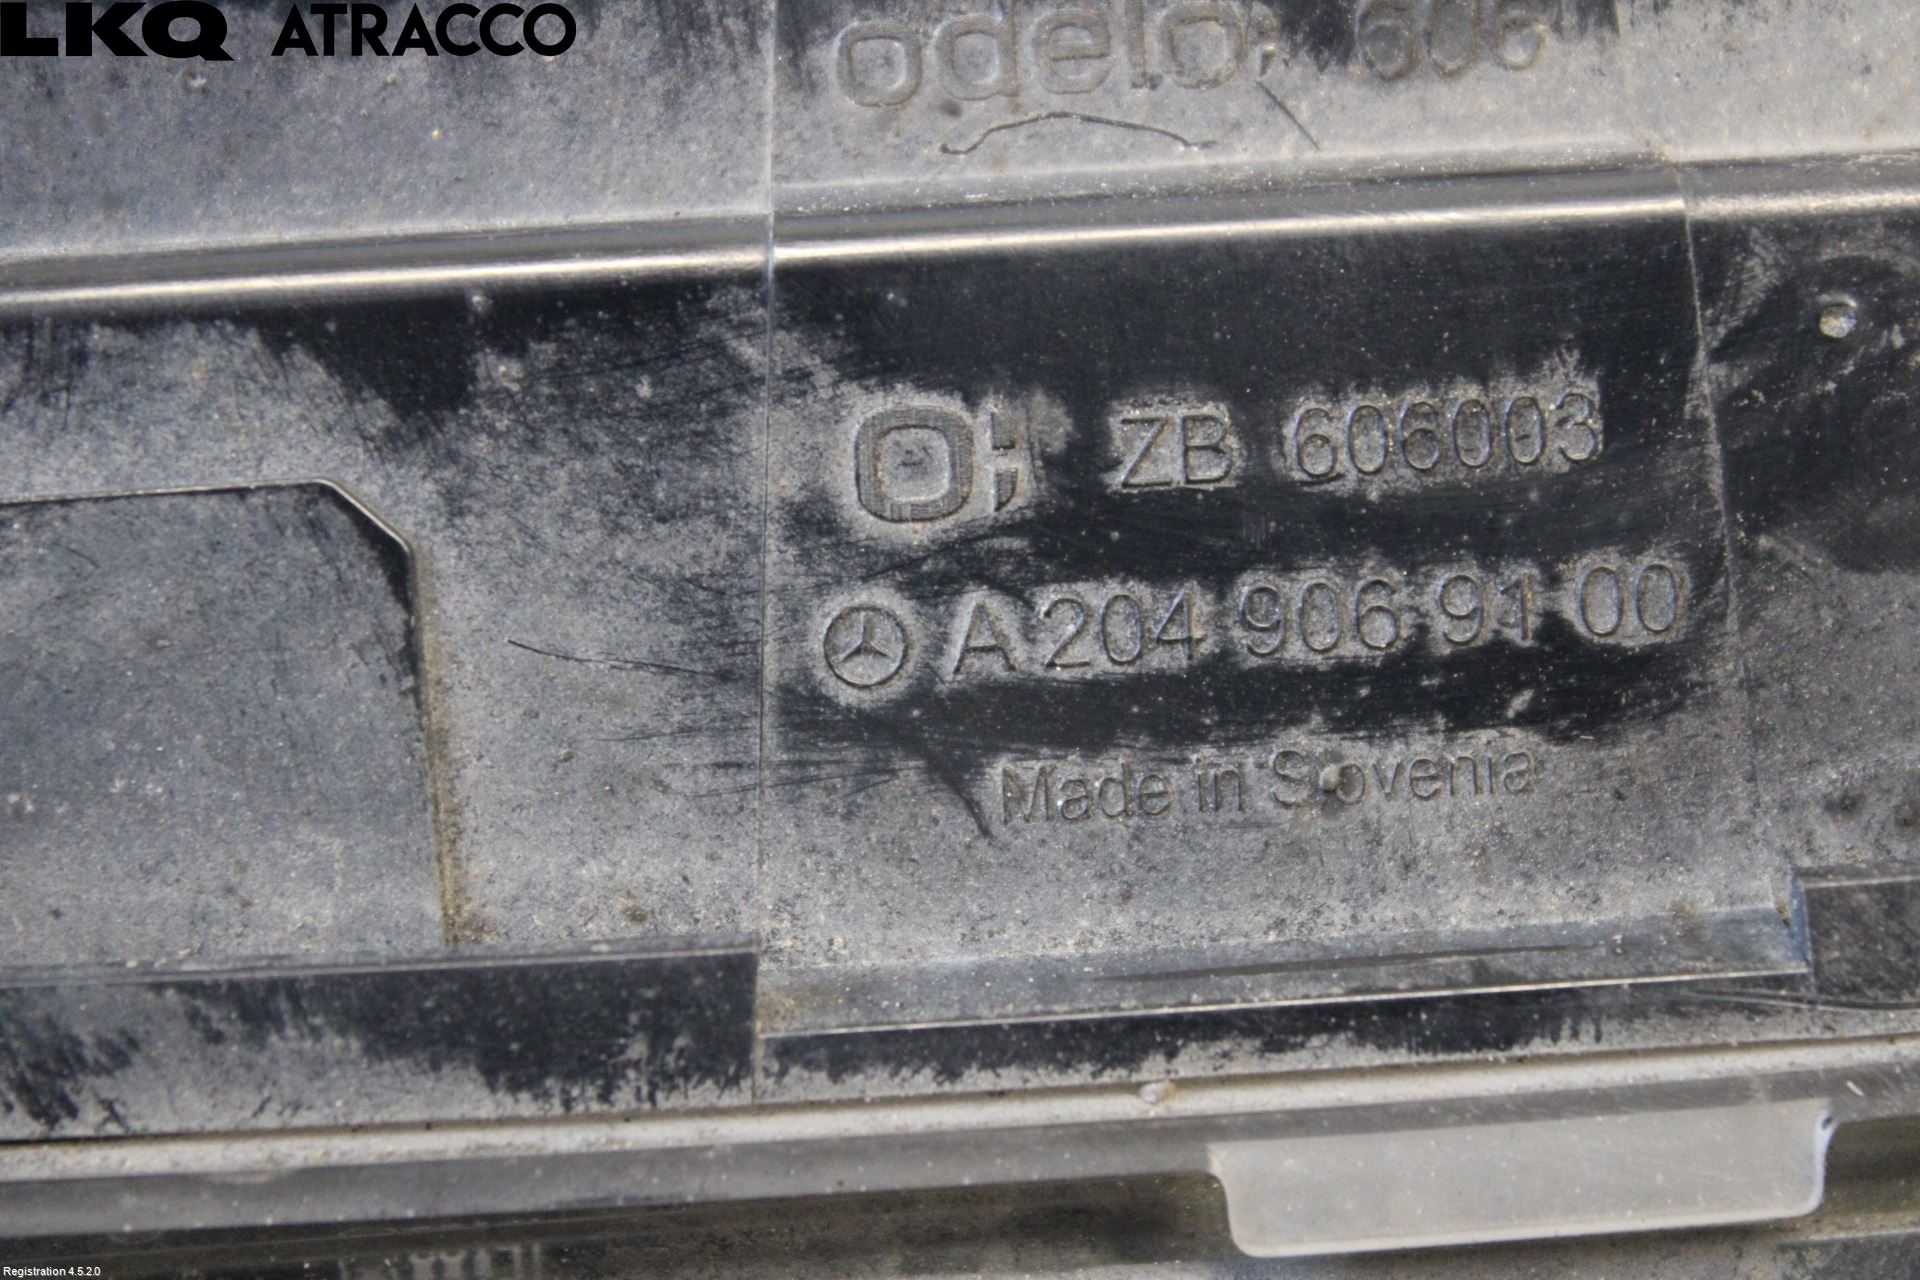 LKQ ATRACCO
odelo; 606
O; ZB 606003
A 204 906 91 00
Made in Slovenia
Registration 4.5.2.0